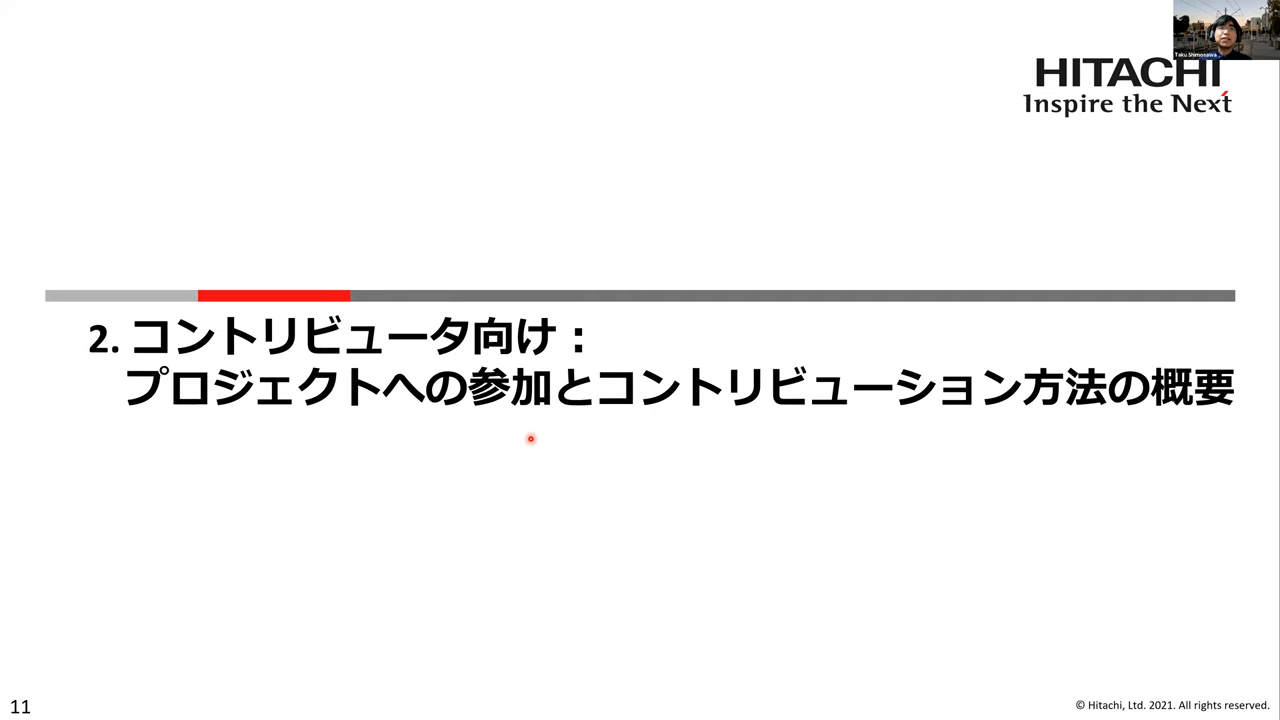 Taku Shimosawa
HITACHI
Inspire the Next
2. コントリビュータ向け：
プロジェクトへの参加とコントリビューション方法の概要
11
© Hitachi, Ltd. 2021. All rights reserved.